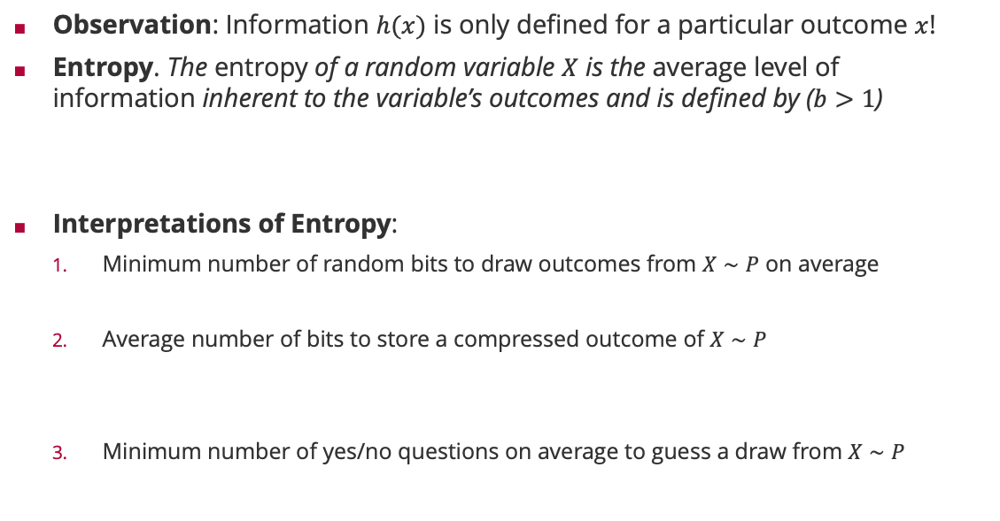 ▪ Observation: Information h(x) is only defined for a particular outcome x!
▪ Entropy. The entropy of a random variable X is the average level of
information inherent to the variable’s outcomes and is defined by (b > 1)
▪ Interpretations of Entropy:
1. Minimum number of random bits to draw outcomes from X ~ P on average
2. Average number of bits to store a compressed outcome of X ~ P
3. Minimum number of yes/no questions on average to guess a draw from X ~ P